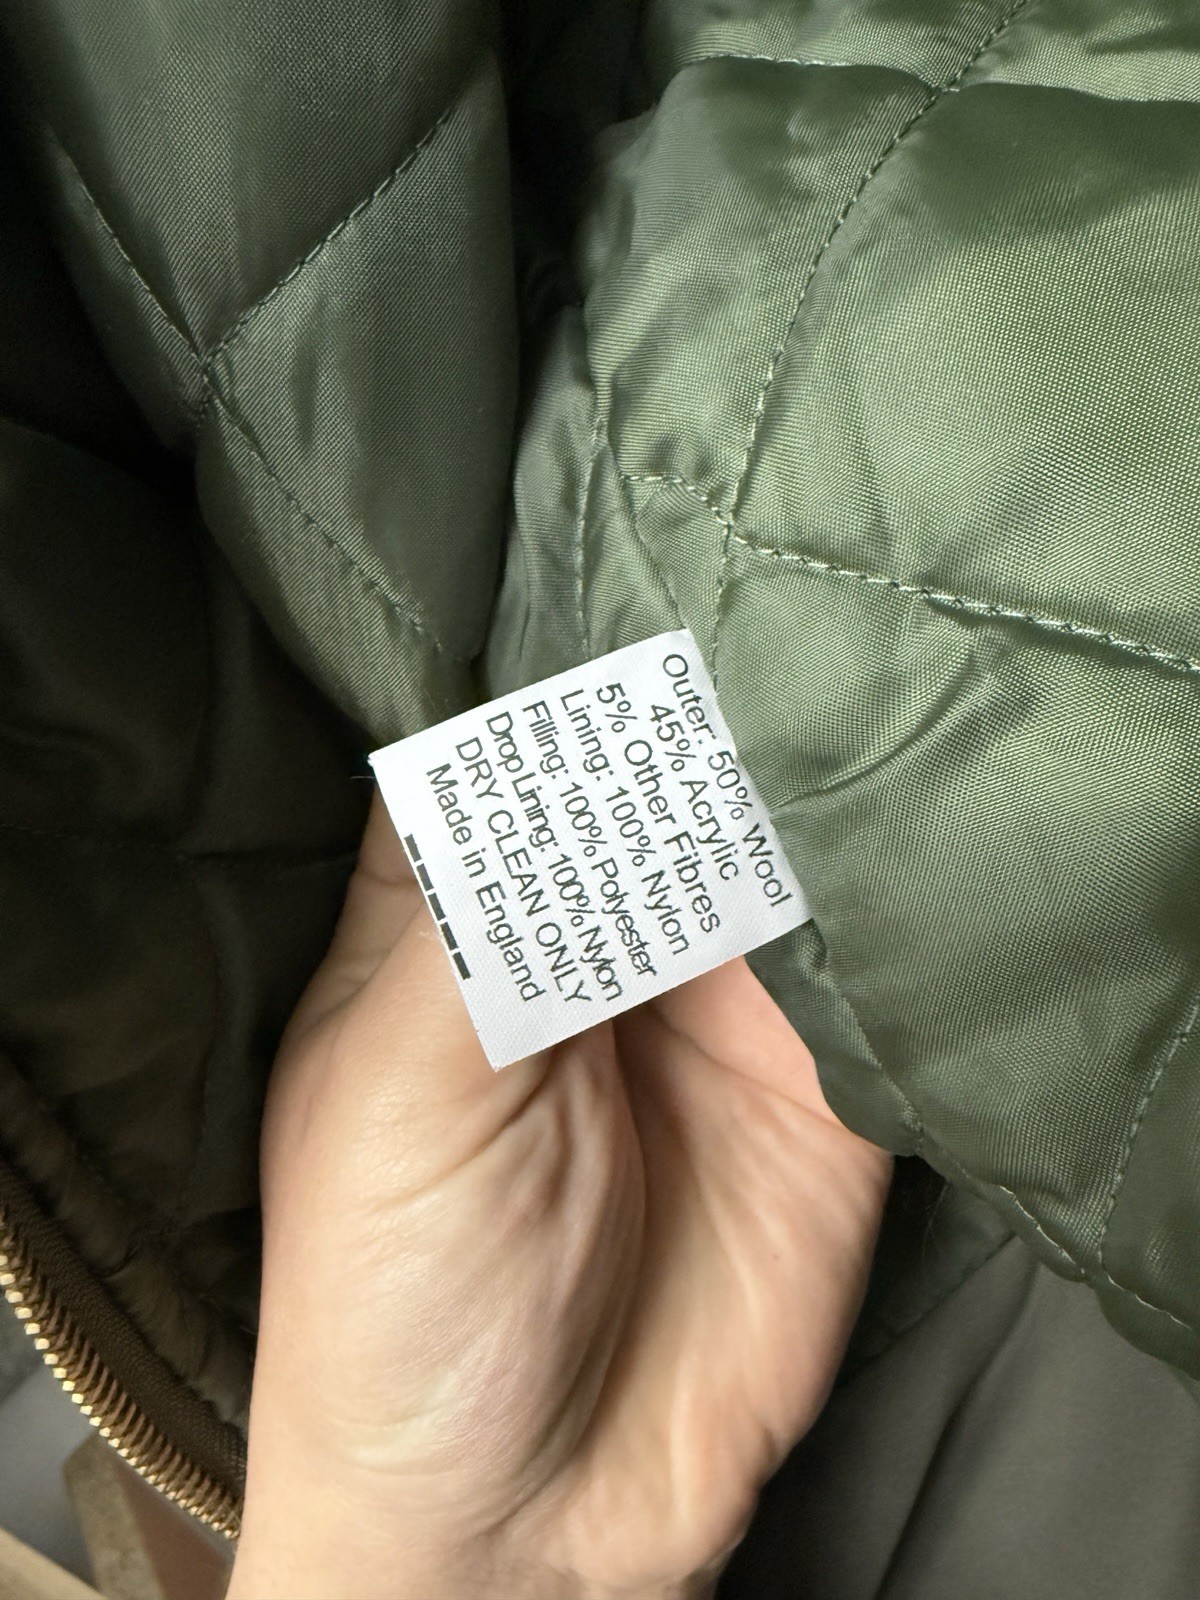 Outer: 50% Wool
45% Acrylic
5% Other Fibres
Lining: 100% Nylon
Filling: 100% Polyester
Drop Lining: 100% Nylon
DRY CLEAN ONLY
Made in England